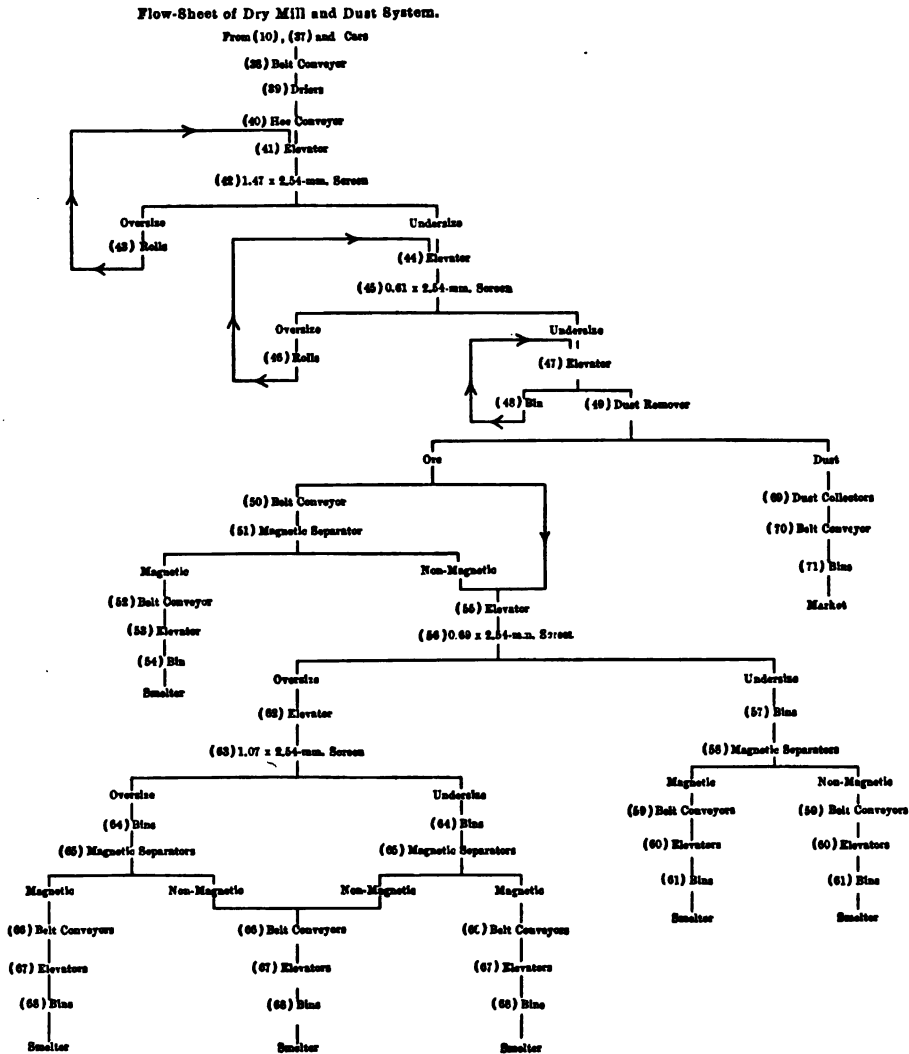 Flow-Sheet of Dry Mill and Dust System.
From (10), (37) and Cars
(38) Belt Conveyor
(39) Driers
(40) Hoe Conveyor
(41) Elevator
(42) 1.47 x 2.54-mm. Screen
Oversize Undersize
(43) Rolls
(44) Elevator
(45) 0.61 x 2.54-mm. Screen
Oversize Undersize
(46) Rolls
(47) Elevator
(48) Bin (49) Dust Remover
Ore Dust
(50) Belt Conveyor (69) Dust Collectors
(51) Magnetic Separator (70) Belt Conveyor
Magnetic Non-Magnetic (71) Bins
(52) Belt Conveyor (55) Elevator Market
(53) Elevator (56) 0.69 x 2.54-m.n. Screen
(54) Bin
Smelter
Oversize Undersize
(62) Elevator (57) Bins
(63) 1.07 x 2.54-mm. Screen (58) Magnetic Separators
Magnetic Non-Magnetic
Oversize Undersize
(59) Belt Conveyors (59) Belt Conveyors
(64) Bins (64) Bins
(60) Elevators (60) Elevators
(65) Magnetic Separators (65) Magnetic Separators
(61) Bins (61) Bins
Magnetic Non-Magnetic Non-Magnetic Magnetic
Smelter Smelter
(66) Belt Conveyors (66) Belt Conveyors Belt Conveyors
(67) Elevators (67) Elevators (67) Elevators
(68) Bins (68) Bins (68) Bins
Smelter Smelter Smelter